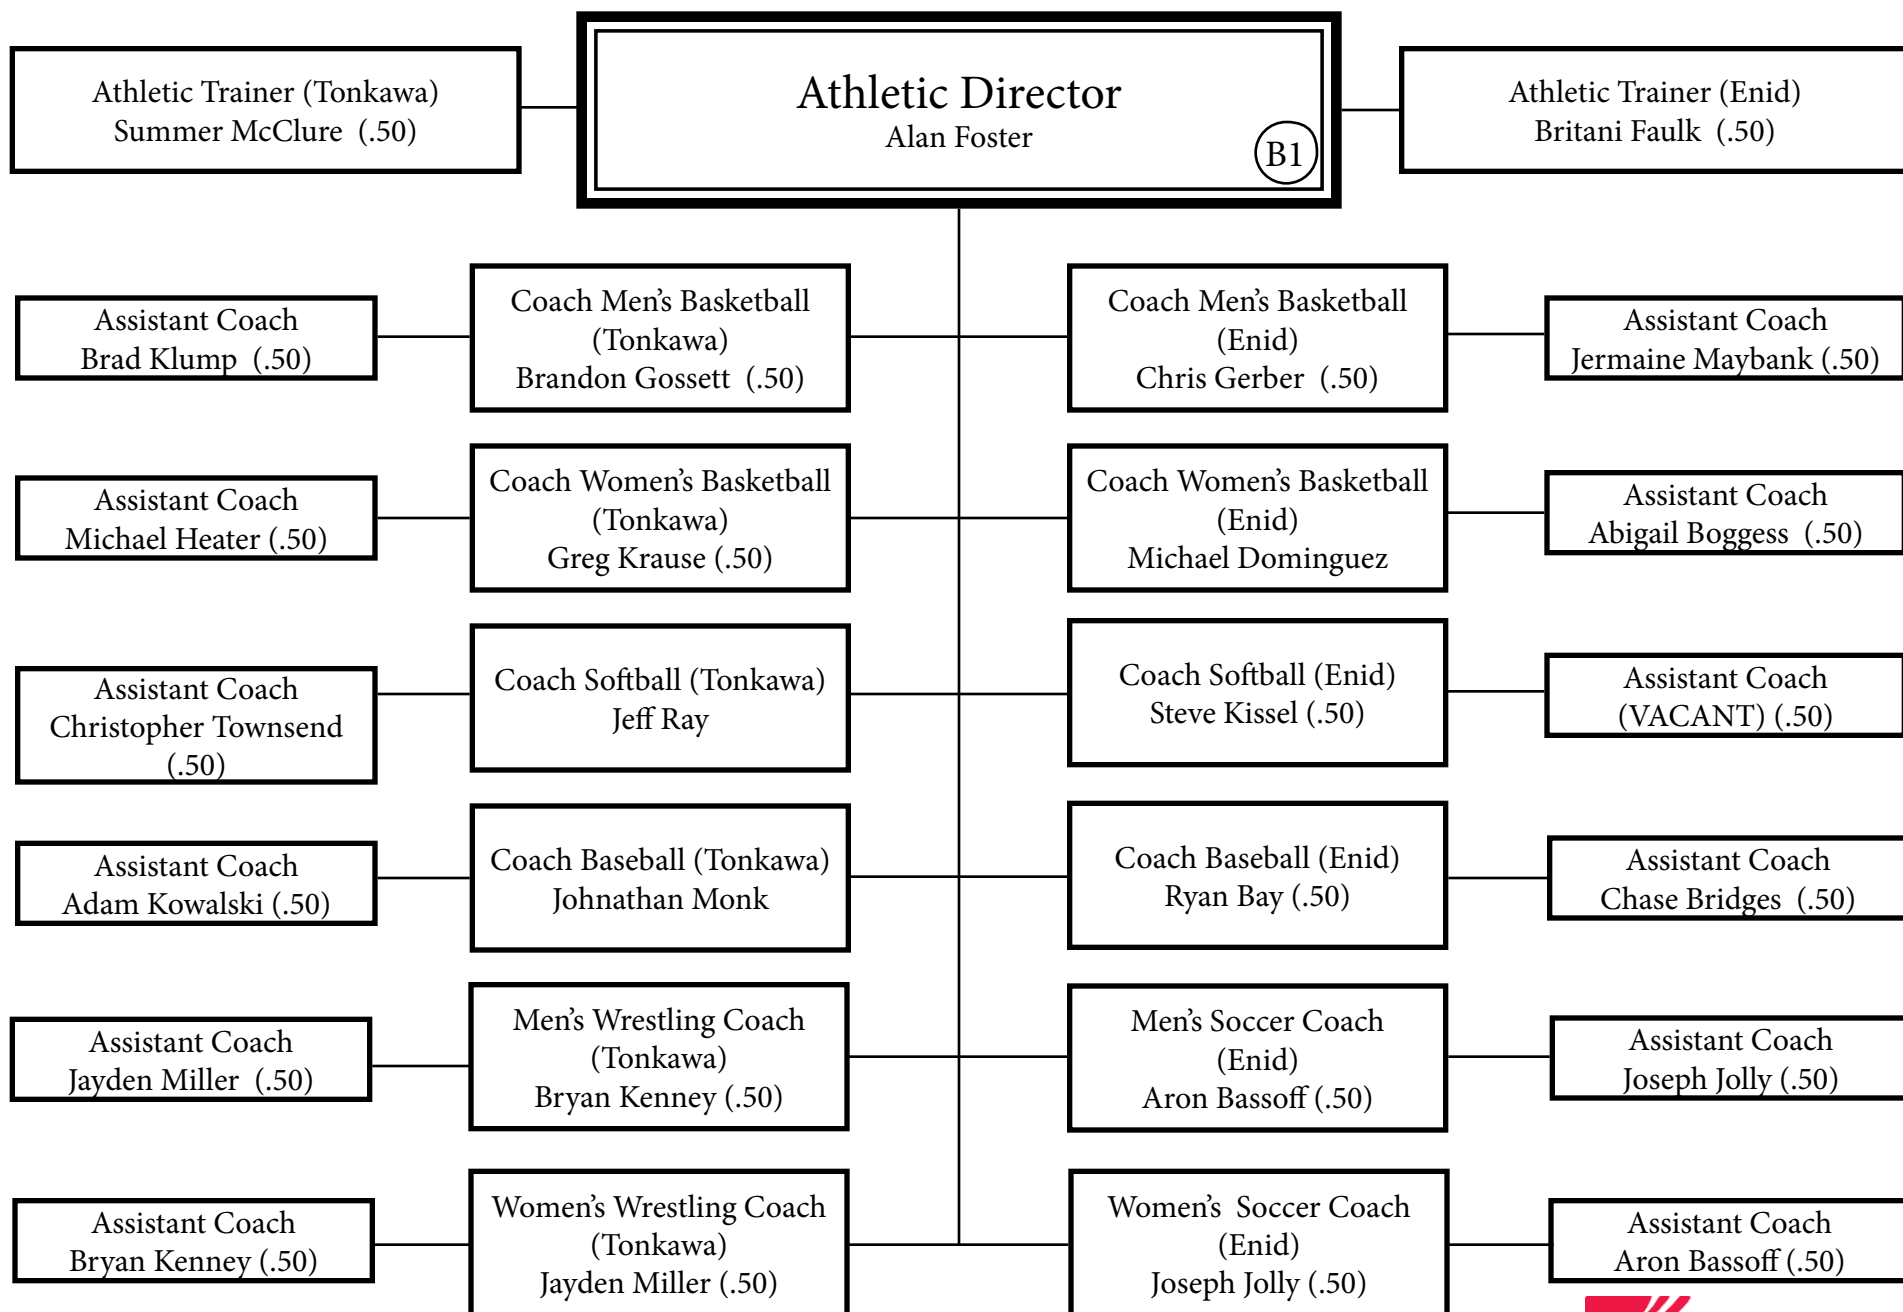 Athletic Trainer (Tonkawa)
Summer McClure (.50)
Athletic Director
Alan Foster
B1
Athletic Trainer (Enid)
Britani Faulk (.50)
Assistant Coach
Brad Klump (.50)
Coach Men's Basketball
(Tonkawa)
Brandon Gossett (.50)
Coach Men's Basketball
(Enid)
Chris Gerber (.50)
Assistant Coach
Jermaine Maybank (.50)
Assistant Coach
Michael Heater (.50)
Coach Women's Basketball
(Tonkawa)
Greg Krause (.50)
Coach Women's Basketball
(Enid)
Michael Dominguez
Assistant Coach
Abigail Boggess (.50)
Assistant Coach
Christopher Townsend
(.50)
Coach Softball (Tonkawa)
Jeff Ray
Coach Softball (Enid)
Steve Kissel (.50)
Assistant Coach
(VACANT) (.50)
Assistant Coach
Adam Kowalski (.50)
Coach Baseball (Tonkawa)
Johnathan Monk
Coach Baseball (Enid)
Ryan Bay (.50)
Assistant Coach
Chase Bridges (.50)
Assistant Coach
Jayden Miller (.50)
Men's Wrestling Coach
(Tonkawa)
Bryan Kenney (.50)
Men's Soccer Coach
(Enid)
Aron Bassoff (.50)
Assistant Coach
Joseph Jolly (.50)
Assistant Coach
Bryan Kenney (.50)
Women's Wrestling Coach
(Tonkawa)
Jayden Miller (.50)
Women's Soccer Coach
(Enid)
Joseph Jolly (.50)
Assistant Coach
Aron Bassoff (.50)